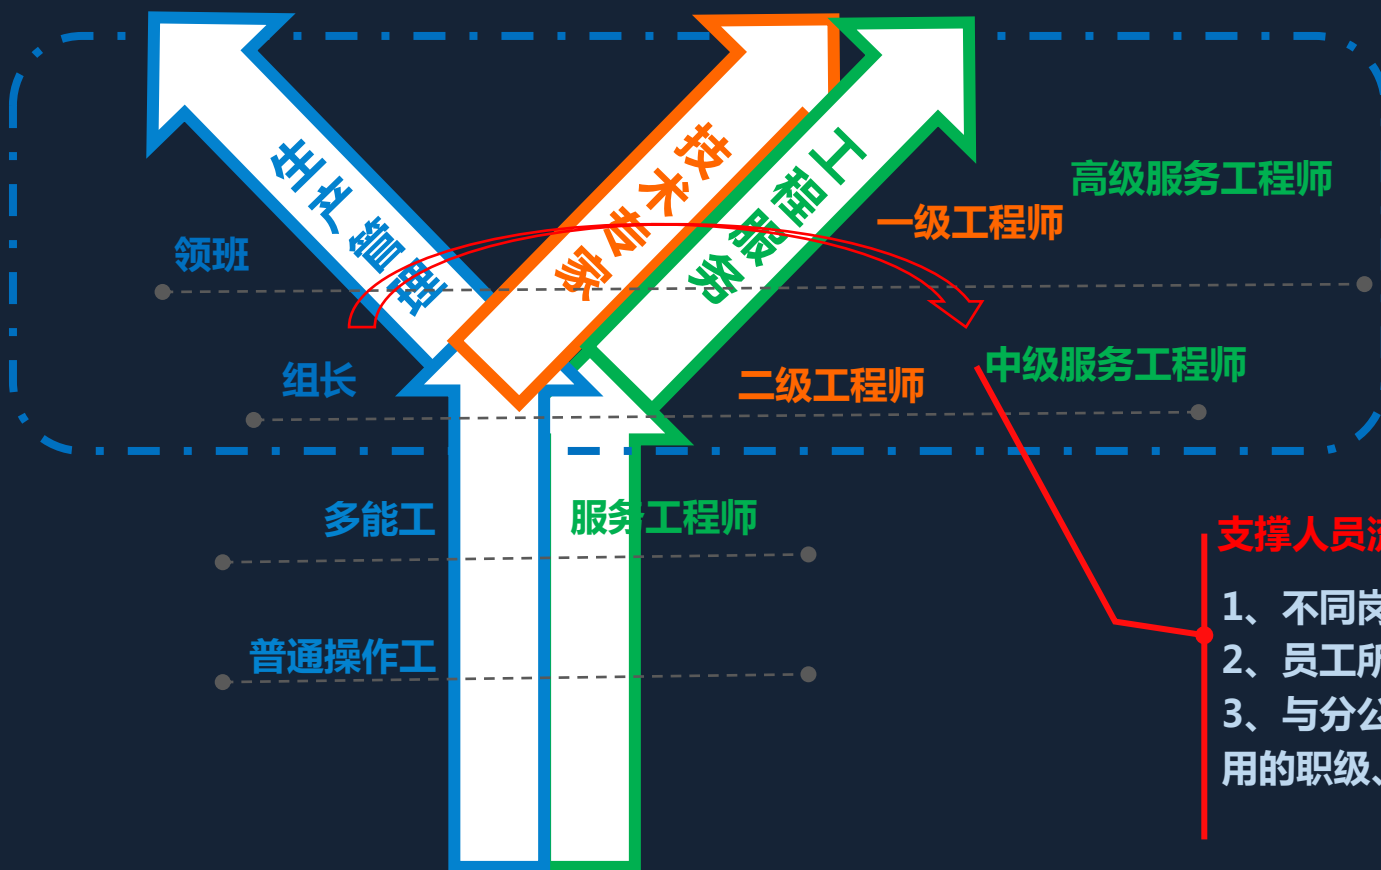 生产管理
技术专家
工程服务
高级服务工程师
一级工程师
领班
中级服务工程师
组长
二级工程师
多能工
服务工程师
支撑人员
普通操作工
1、不同岗
2、员工所
3、与分公
用的职级、